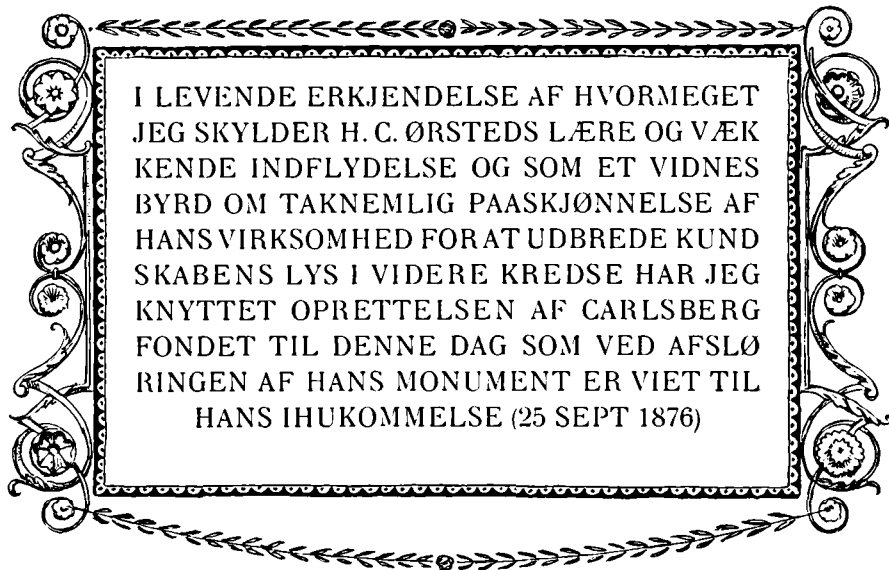 I LEVENDE ERKJENDELSE AF HVORMEGET
JEG SKYLDER H. C. ØRSTEDS LÆRE OG VÆK
KENDE INDFLYDELSE OG SOM ET VIDNES
BYRD OM TAKNEMLIG PAASKJØNNELSE AF
HANS VIRKSOMHED FOR AT UDBREDE KUND
SKABENS LYS I VIDERE KREDSE HAR JEG
KNYTTET OPRETTELSEN AF CARLSBERG
FONDET TIL DENNE DAG SOM VED AFSLØ
RINGEN AF HANS MONUMENT ER VIET TIL
HANS IHUKOMMELSE (25 SEPT 1876)